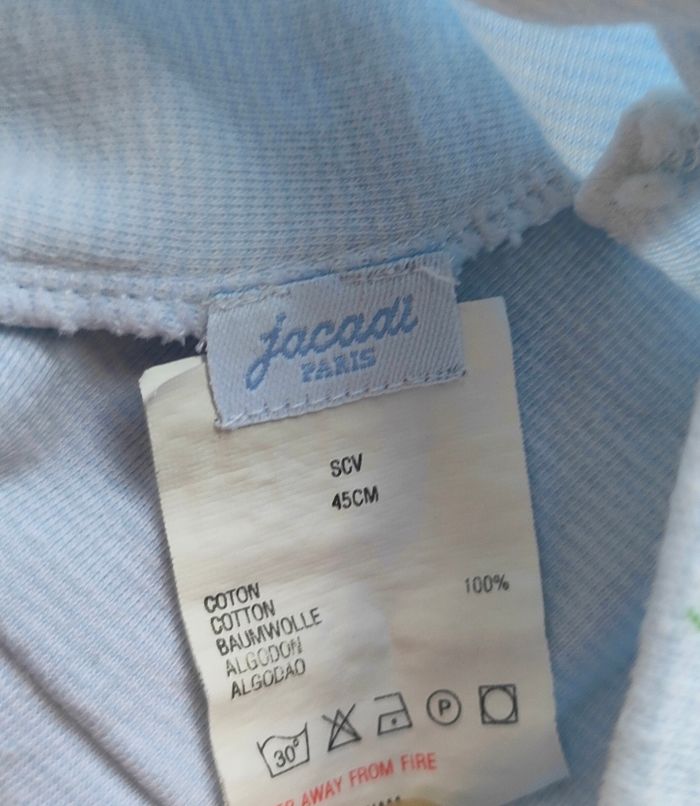 jacadi
PARIS
SCV
45CM
COTON 100%
COTTON
BAUMWOLLE
ALGODON
ALGODAO
30°
P
AWAY FROM FIRE